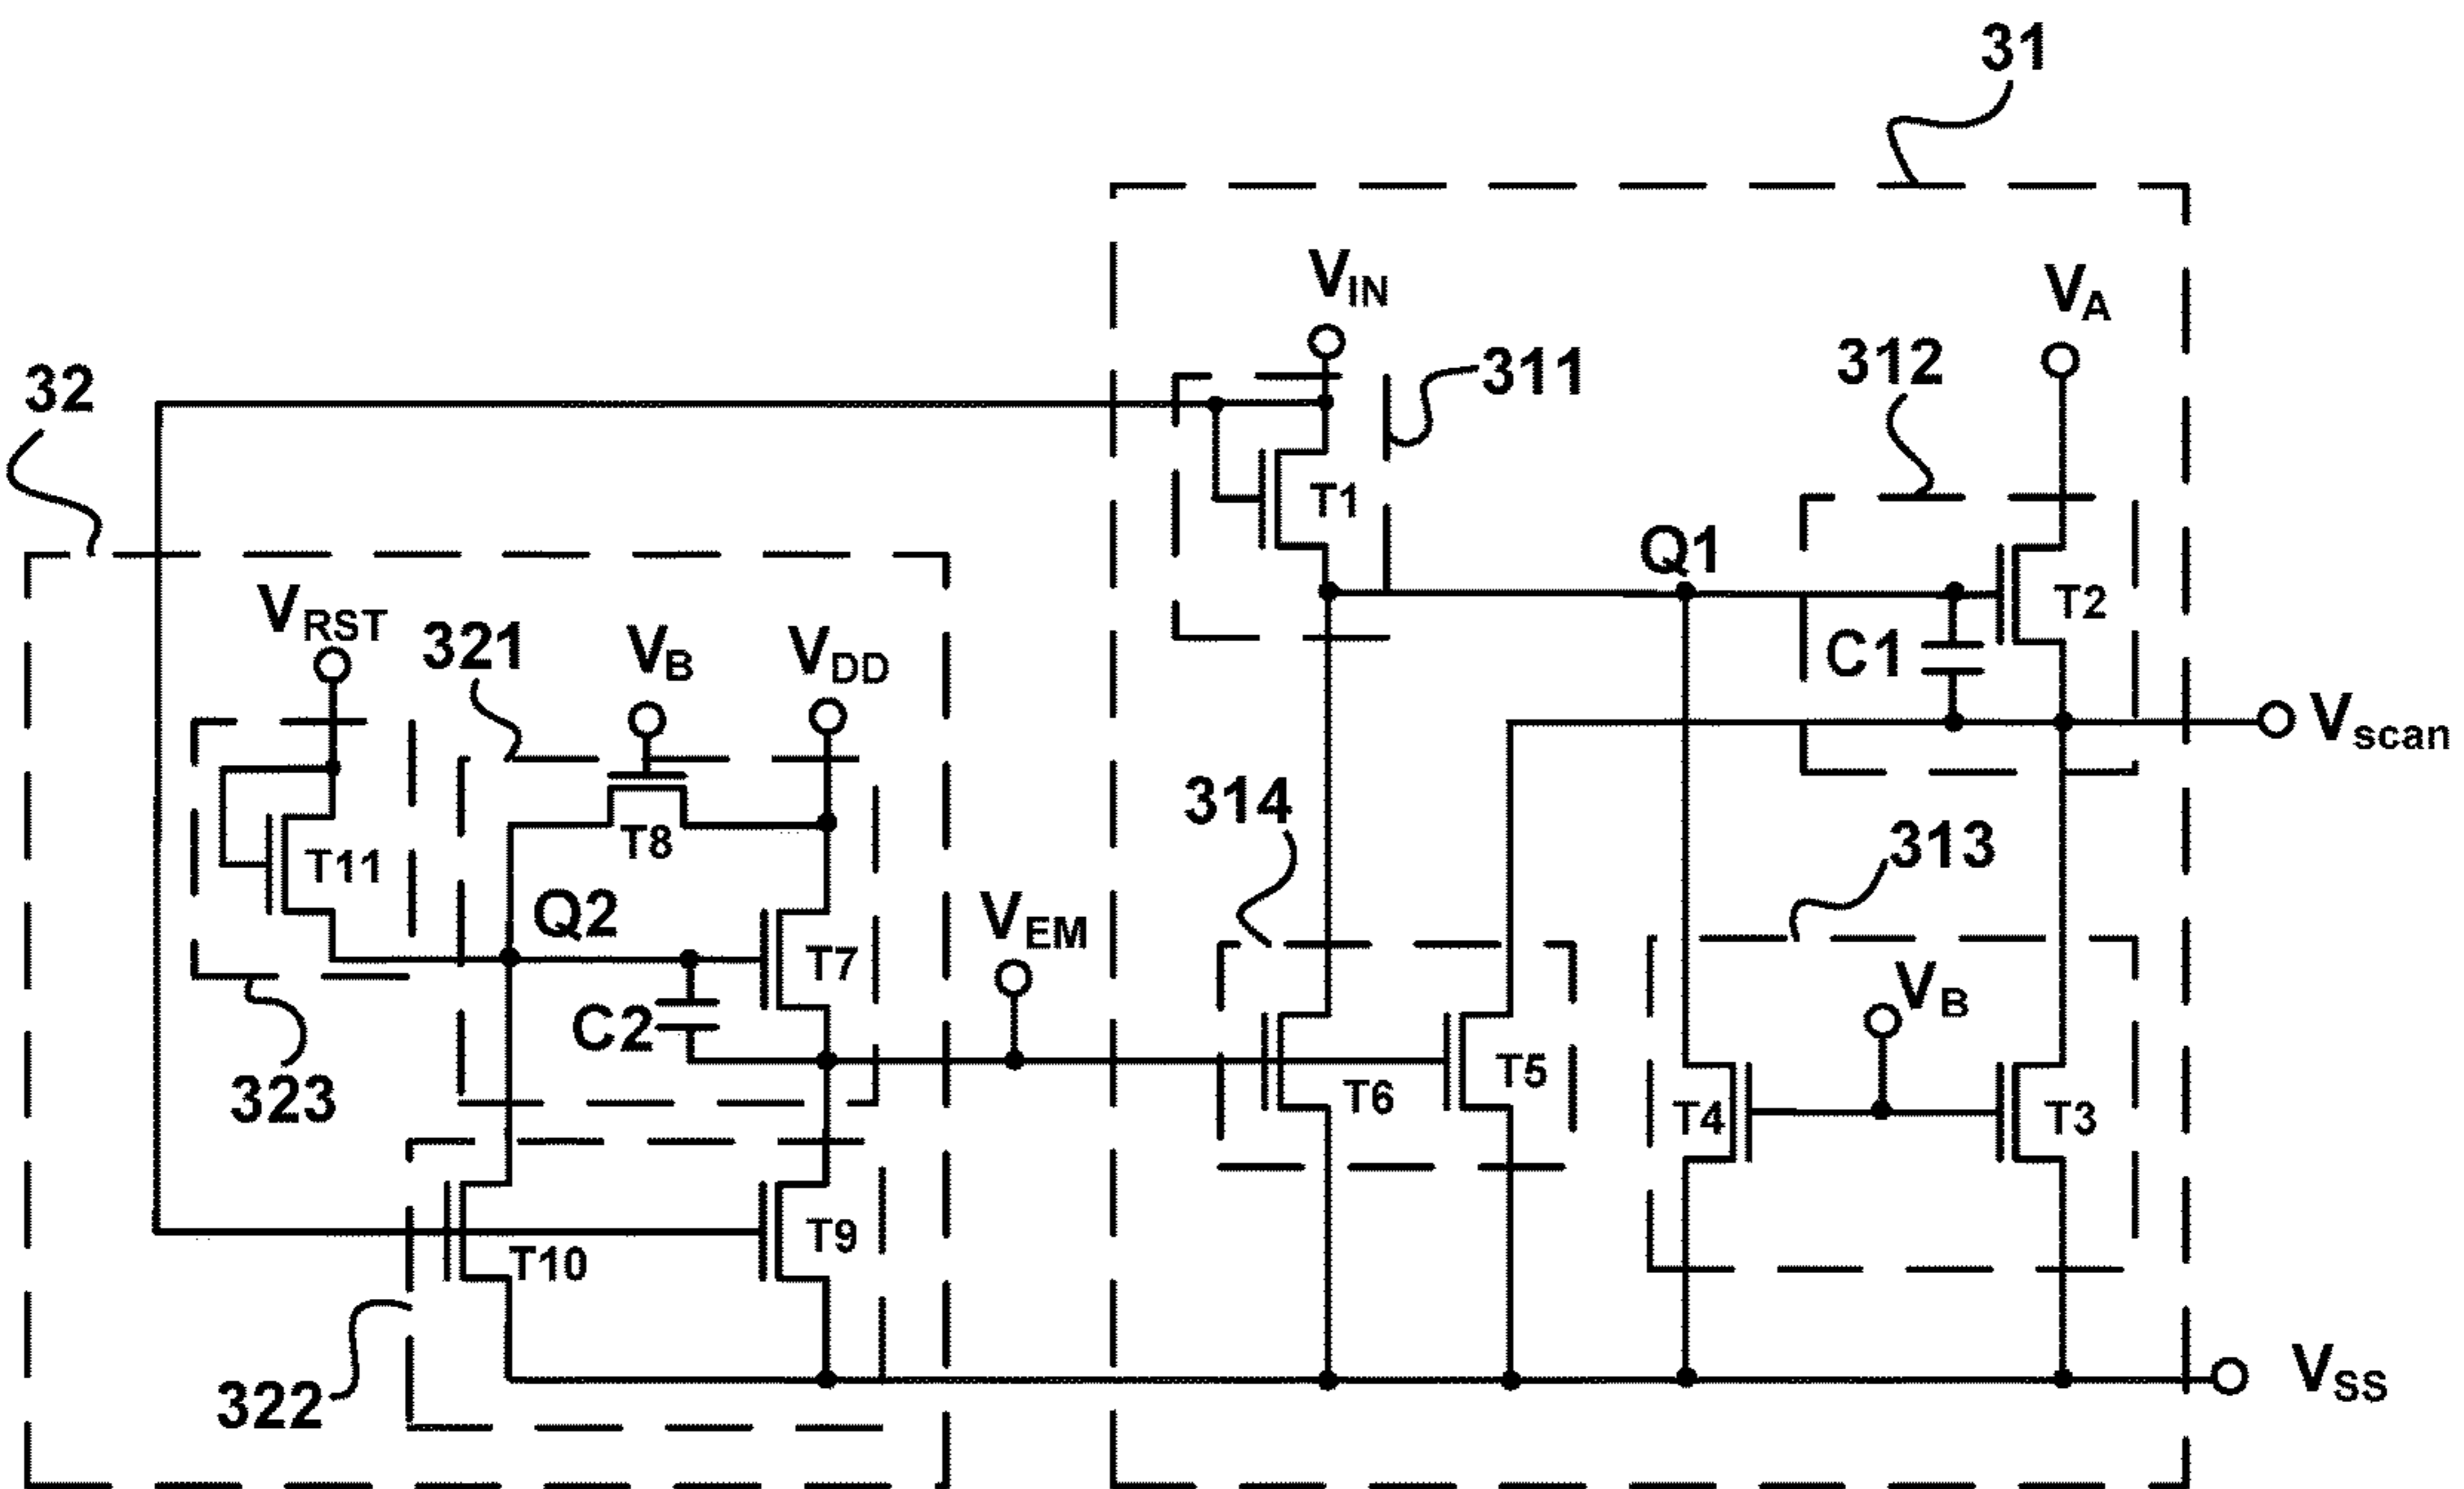 31
V_IN
V_A
311
312
32
T1
Q1
T2
V_RST
321
V_B
V_DD
C1
V_scan
314
T8
313
T11
Q2
V_EM
T7
V_B
C2
T6
T5
T4
T3
323
T10
T9
322
V_SS